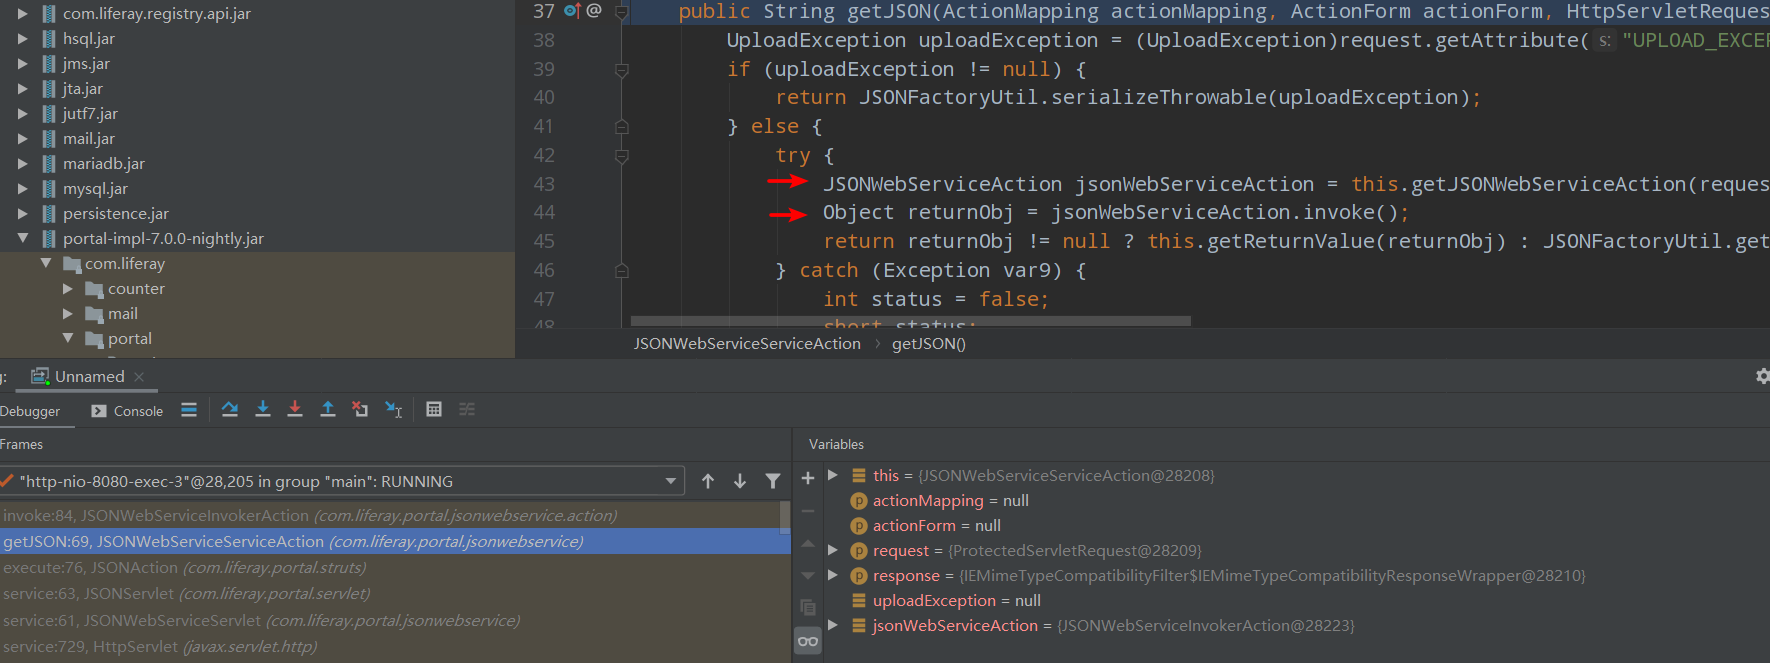 com.liferay.registry.api.jar
hsql.jar
jms.jar
jta.jar
jutf7.jar
mail.jar
mariadb.jar
mysql.jar
persistence.jar
portal-impl-7.0.0-nightly.jar
com.liferay
counter
mail
portal
37 @ public String getJSON(ActionMapping actionMapping, ActionForm actionForm, HttpServletReques
38 UploadException uploadException = (UploadException)request.getAttribute( s: "UPLOAD_EXCE
39 if (uploadException != null) {
40 return JSONFactoryUtil.serializeThrowable(uploadException);
41 } else {
42 try {
43 JSONWebServiceAction jsonWebServiceAction = this.getJSONWebServiceAction(reques
44 Object returnObj = jsonWebServiceAction.invoke();
45 return returnObj != null ? this.getReturnValue(returnObj) : JSONFactoryUtil.get
46 } catch (Exception var9) {
47 int status = false;
48 short status;
JSONWebServiceServiceAction › getJSON()
g: Unnamed ×
Debugger Console
Frames
"http-nio-8080-exec-3"@28,205 in group "main": RUNNING
invoke:84, JSONWebServiceInvokerAction (com.liferay.portal.jsonwebservice.action)
getJSON:69, JSONWebServiceServiceAction (com.liferay.portal.jsonwebservice)
execute:76, JSONAction (com.liferay.portal.struts)
service:63, JSONServlet (com.liferay.portal.servlet)
service:61, JSONWebServiceServlet (com.liferay.portal.jsonwebservice)
service:729, HttpServlet (javax.servlet.http)
Variables
this = {JSONWebServiceServiceAction@28208}
p actionMapping = null
p actionForm = null
p request = {ProtectedServletRequest@28209}
p response = {IEMimeTypeCompatibilityFilter$IEMimeTypeCompatibilityResponseWrapper@28210}
uploadException = null
jsonWebServiceAction = {JSONWebServiceInvokerAction@28223}